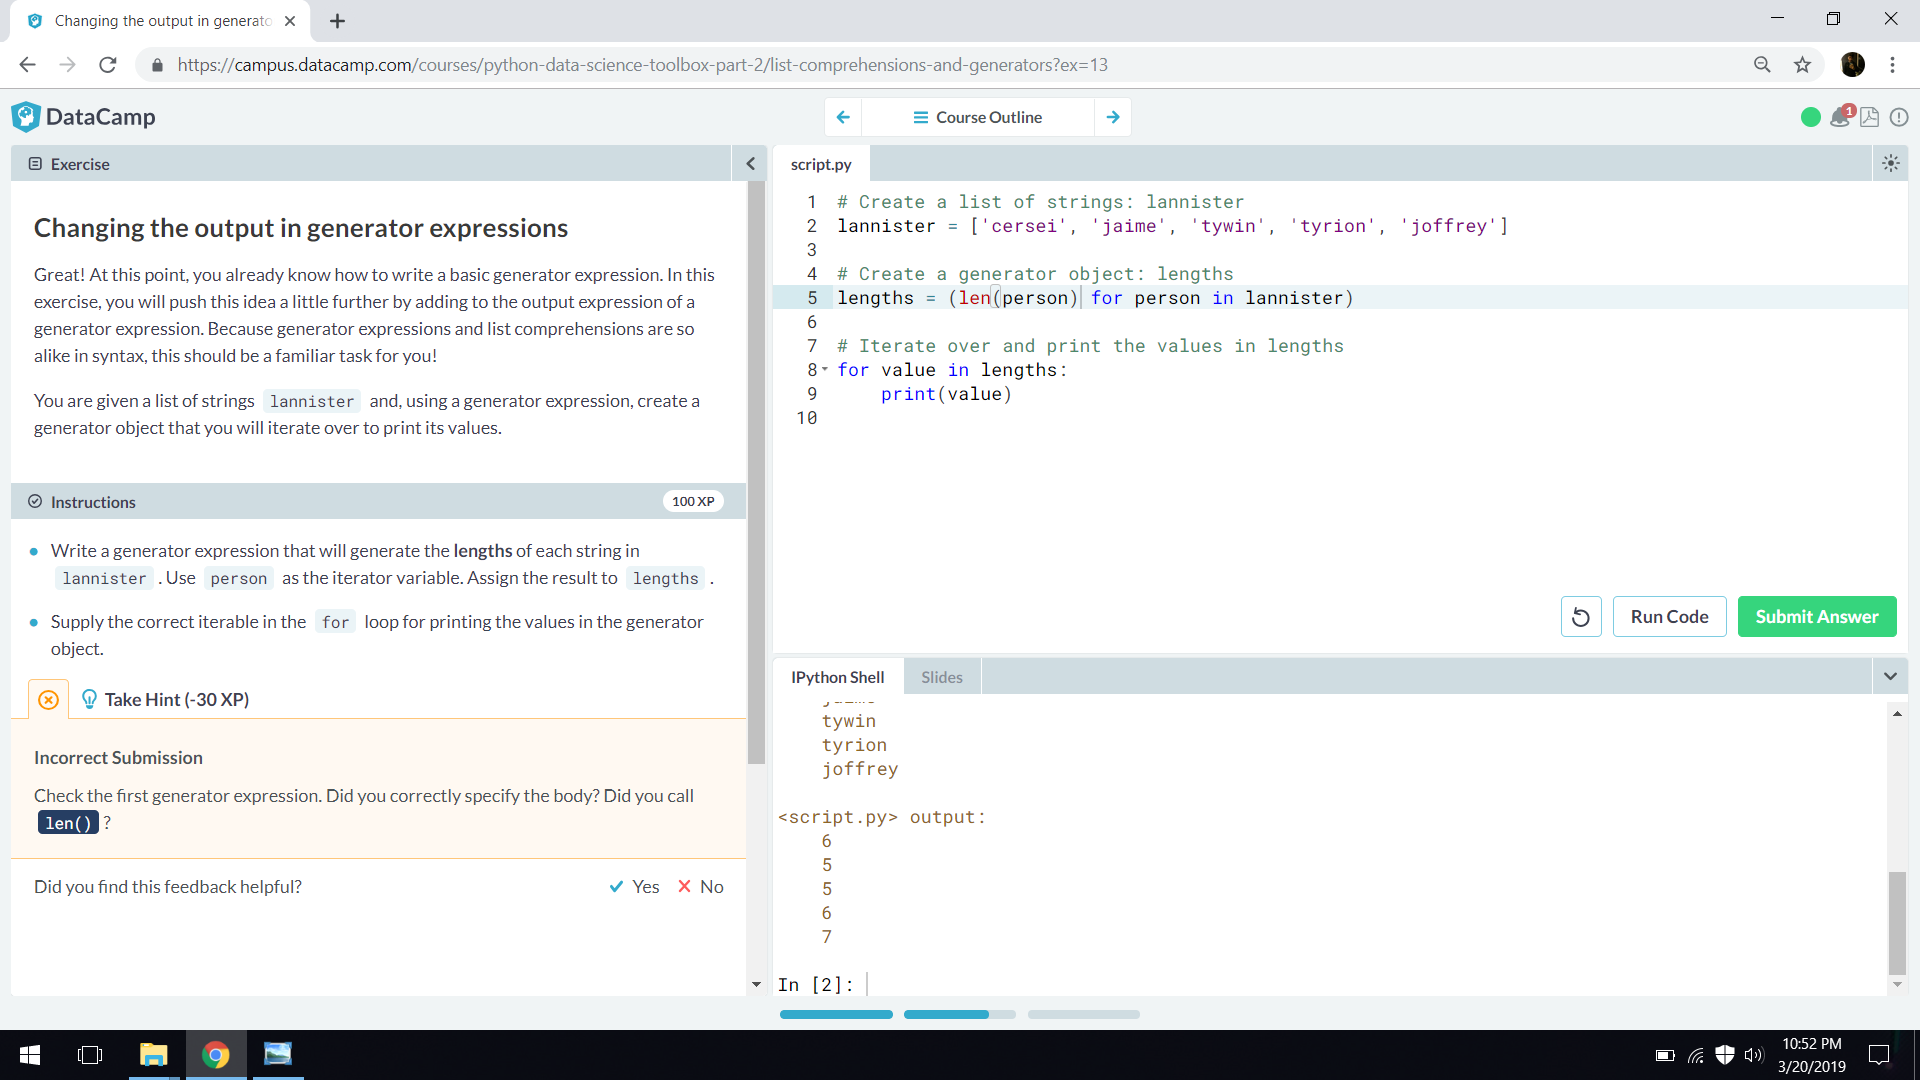 Changing the output in generato
https://campus.datacamp.com/courses/python-data-science-toolbox-part-2/list-comprehensions-and-generators?ex=13
DataCamp
Course Outline
1
Exercise
script.py
Changing the output in generator expressions
Great! At this point, you already know how to write a basic generator expression. In this
exercise, you will push this idea a little further by adding to the output expression of a
generator expression. Because generator expressions and list comprehensions are so
alike in syntax, this should be a familiar task for you!
You are given a list of strings lannister and, using a generator expression, create a
generator object that you will iterate over to print its values.
Instructions
100 XP
Write a generator expression that will generate the lengths of each string in
lannister . Use person as the iterator variable. Assign the result to lengths .
Supply the correct iterable in the for loop for printing the values in the generator
object.
Take Hint (-30 XP)
Incorrect Submission
Check the first generator expression. Did you correctly specify the body? Did you call
len() ?
Did you find this feedback helpful?
Yes
No
1 # Create a list of strings: lannister
2 lannister = ['cersei', 'jaime', 'tywin', 'tyrion', 'joffrey']
3
4 # Create a generator object: lengths
5 lengths = (len(person) for person in lannister)
6
7 # Iterate over and print the values in lengths
8 for value in lengths:
9     print(value)
10
Run Code
Submit Answer
IPython Shell
Slides
tywin
tyrion
joffrey
<script.py> output:
6
5
5
6
7
In [2]:
10:52 PM
3/20/2019